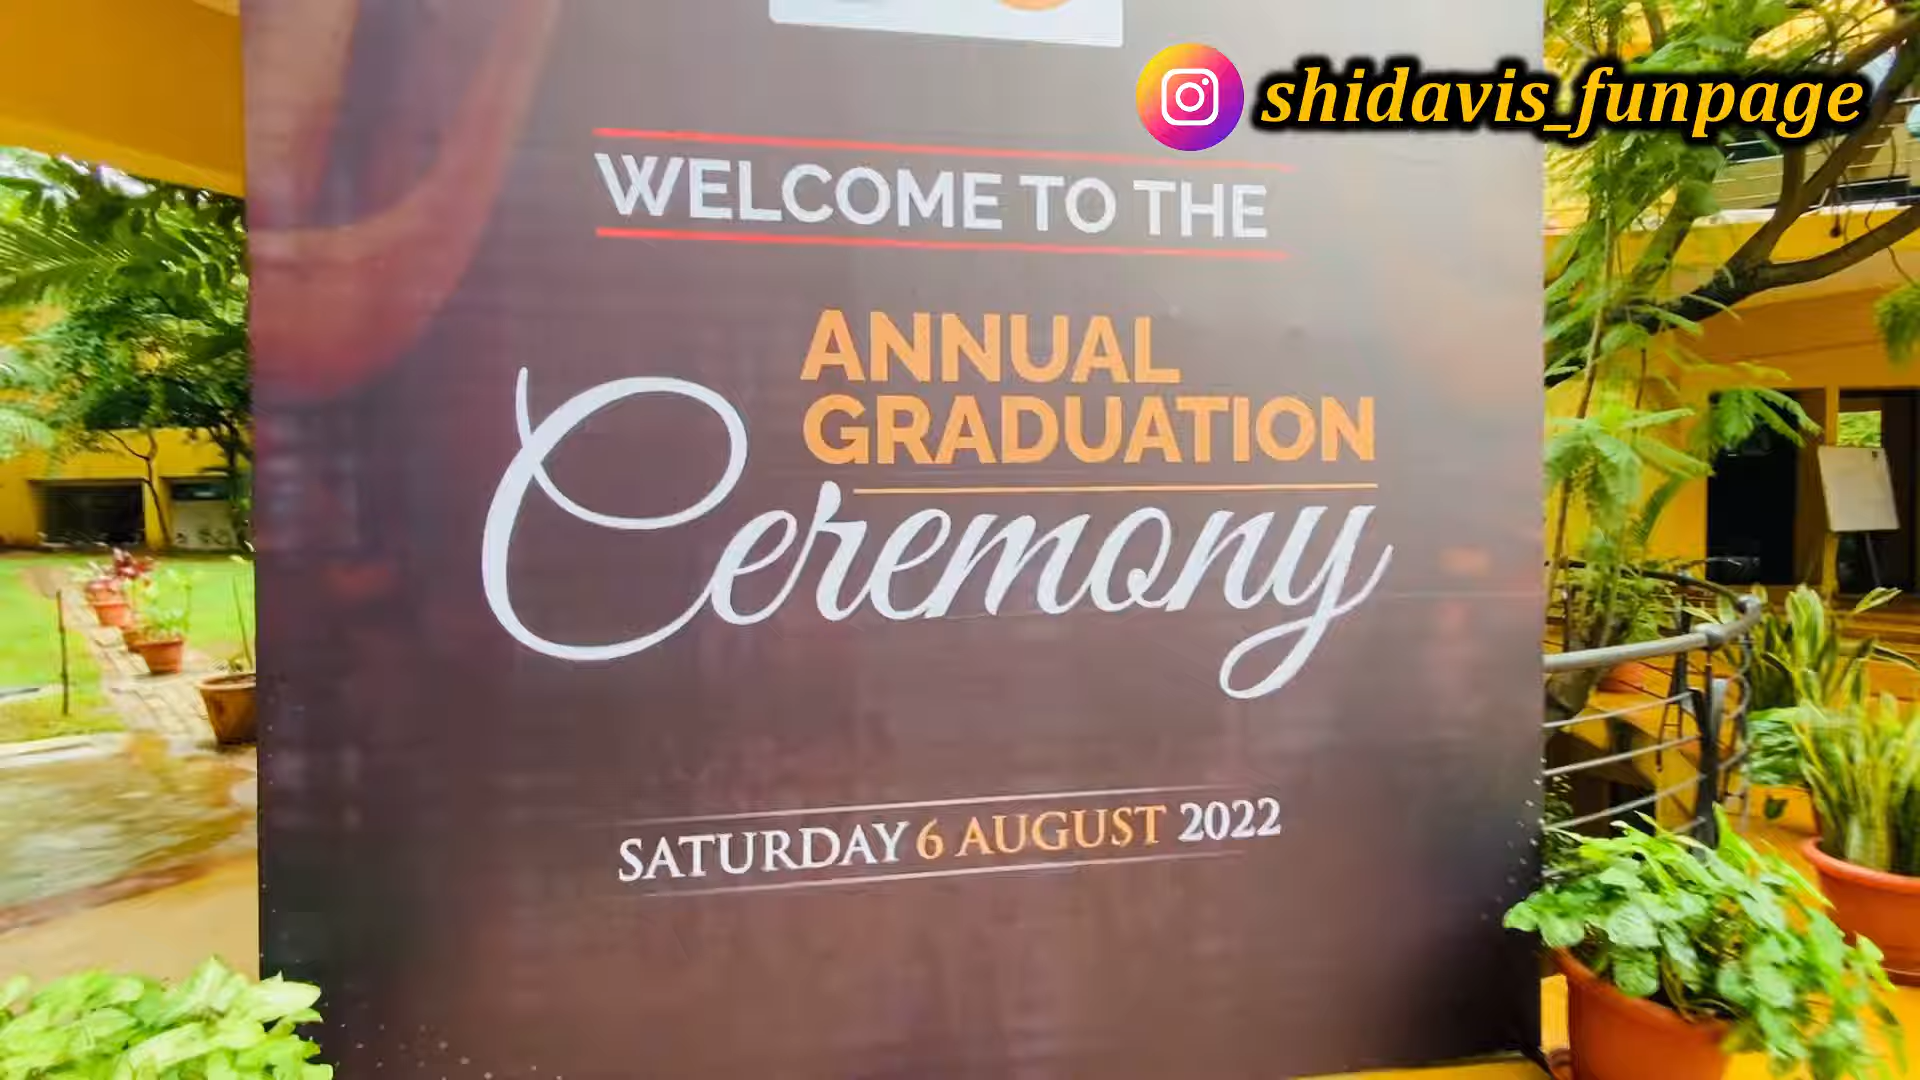 shidavis_funpage
WELCOME TO THE
ANNUAL
GRADUATION
Ceremony
SATURDAY 6 AUGUST 2022